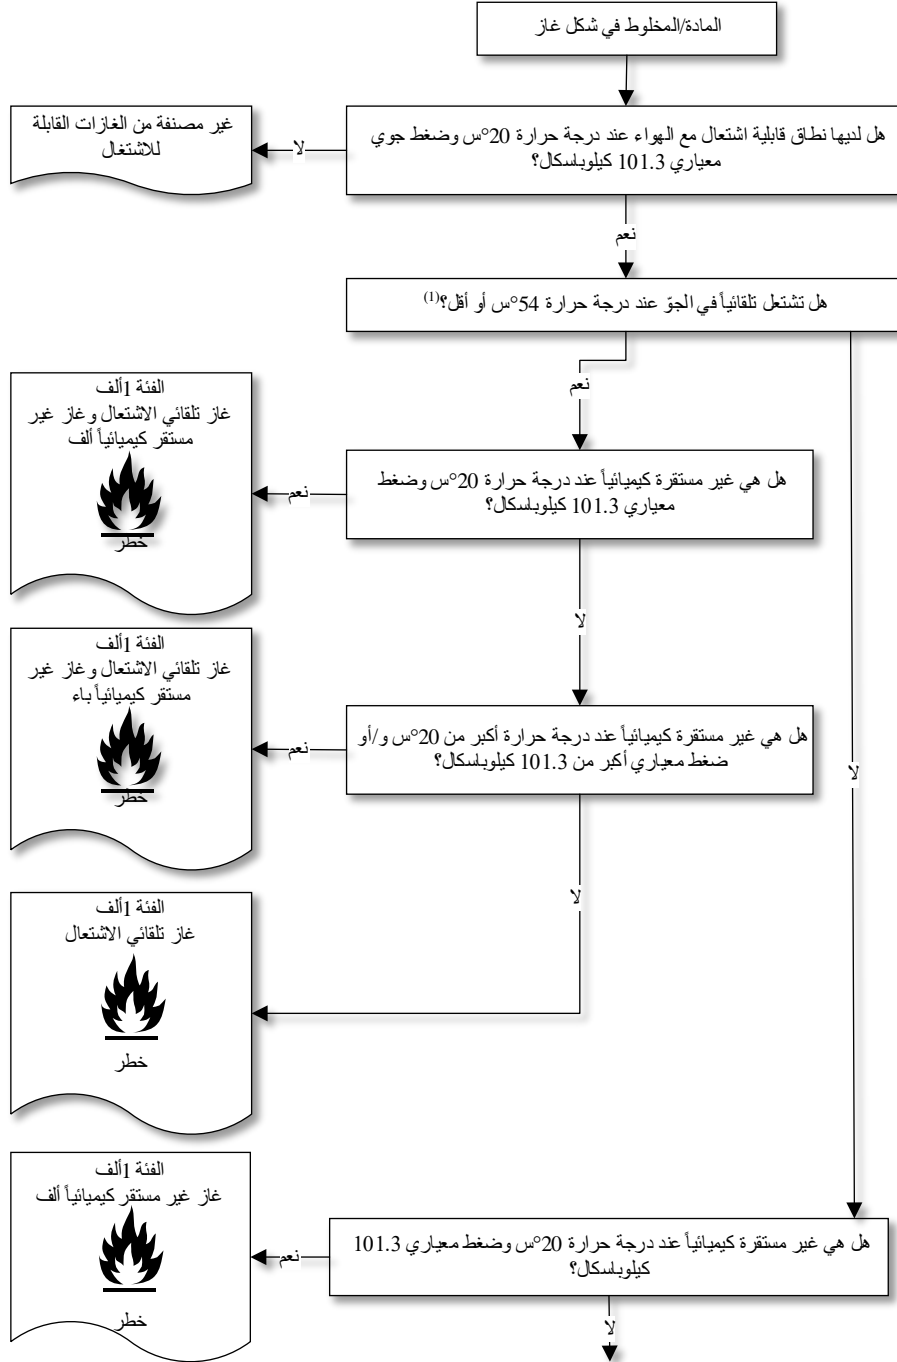 المادة/المخلوط في شكل غاز
هل لديها نطاق قابلية اشتعال مع الهواء عند درجة حرارة 20°س وضغط جوي
معياري 101.3 كيلوباسكال؟
لا
غير مصنفة من الغازات القابلة
للاشتغال
نعم
هل تشتعل تلقائياً في الجوّ عند درجة حرارة 54°س أو أقل؟(1)
نعم
هل هي غير مستقرة كيميائياً عند درجة حرارة 20°س وضغط
معياري 101.3 كيلوباسكال؟
نعم
الفئة 1ألف
غاز تلقائي الاشتعال وغاز غير
مستقر كيميائياً ألف
خطر
لا
هل هي غير مستقرة كيميائياً عند درجة حرارة أكبر من 20°س و/أو
ضغط معياري أكبر من 101.3 كيلوباسكال؟
نعم
الفئة 1ألف
غاز تلقائي الاشتعال وغاز غير
مستقر كيميائياً باء
خطر
لا
لا
الفئة 1ألف
غاز تلقائي الاشتعال
خطر
هل هي غير مستقرة كيميائياً عند درجة حرارة 20°س وضغط معياري 101.3
كيلوباسكال؟
نعم
الفئة 1ألف
غاز غير مستقر كيميائياً ألف
خطر
لا